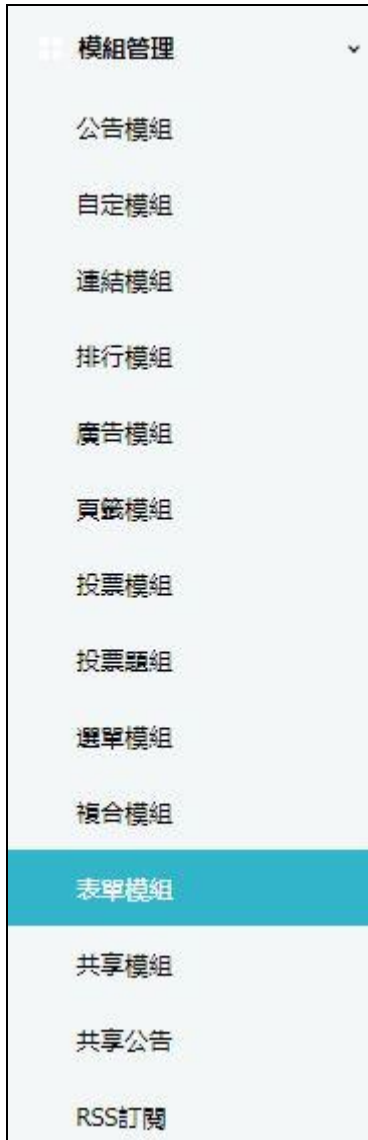 模組管理
公告模組
自定模組
連結模組
排行模組
廣告模組
頁籤模組
投票模組
投票題組
選單模組
複合模組
表單模組
共享模組
共享公告
RSS訂閱